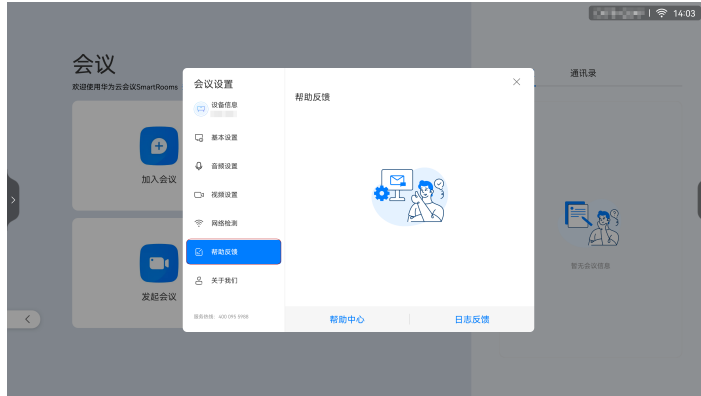 14:03
会议
欢迎使用华为云会议SmartRooms
加入会议
发起会议
会议设置
设备信息
基本设置
音频设置
视频设置
网络检测
帮助反馈
关于我们
服务热线：400 095 5988
帮助反馈
帮助中心
日志反馈
通讯录
暂无会议信息